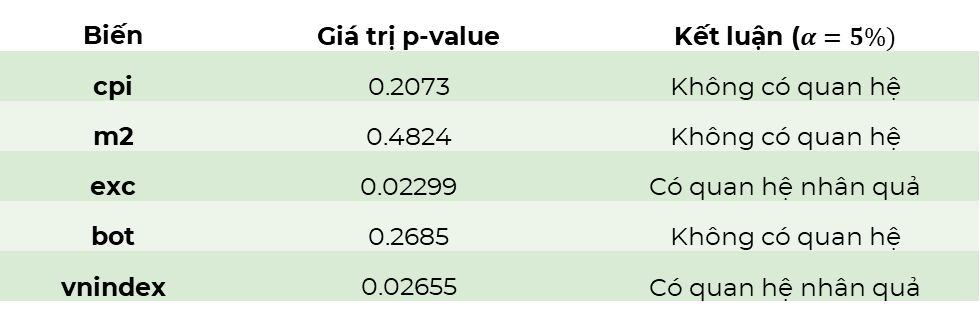 Biến Giá trị p-value Kết luận (𝛼 = 5%)
cpi 0.2073 Không có quan hệ
m2 0.4824 Không có quan hệ
exc 0.02299 Có quan hệ nhân quả
bot 0.2685 Không có quan hệ
vnindex 0.02655 Có quan hệ nhân quả